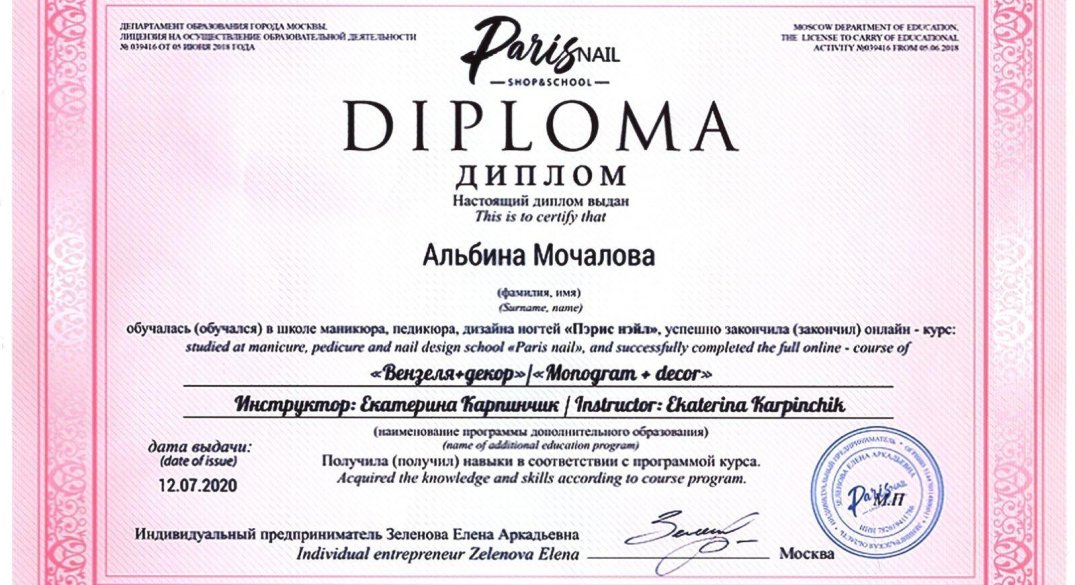 ДЕПАРТАМЕНТ ОБРАЗОВАНИЯ ГОРОДА МОСКВЫ.
ЛИЦЕНЗИЯ НА ОСУЩЕСТВЛЕНИЕ ОБРАЗОВАТЕЛЬНОЙ ДЕЯТЕЛЬНОСТИ
№ 039416 ОТ 05 ИЮНЯ 2018 ГОДА
Paris NAIL
SHOP&SCHOOL
MOSCOW DEPARTMENT OF EDUCATION,
THE LICENSE TO CARRY OF EDUCATIONAL
ACTIVITY №039416 FROM 05.06.2018
DIPLOMA
ДИПЛОМ
Настоящий диплом выдан
This is to certify that
Альбина Мочалова
(фамилия, имя)
(Surname, name)
обучалась (обучался) в школе маникюра, педикюра, дизайна ногтей «Пэрис нэйл», успешно закончила (закончил) онлайн - курс:
studied at manicure, pedicure and nail design school «Paris nail», and successfully completed the full online - course of
«Вензеля+декор»/«Monogram + decor»
Инструктор: Екатерина Карпинчик / Instructor: Ekaterina Karpinchik
(наименование программы дополнительного образования)
(name of additional education program)
дата выдачи:
(date of issue)
12.07.2020
Получила (получил) навыки в соответствии с программой курса.
Acquired the knowledge and skills according to course program.
ИНДИВИДУАЛЬНЫЙ ПРЕДПРИНИМАТЕЛЬ
ЗЕЛЕНОВА ЕЛЕНА АРКАДЬЕВНА
Paris NAIL
М.П
Индивидуальный предприниматель Зеленова Елена Аркадьевна
Individual entrepreneur Zelenova Elena
Москва